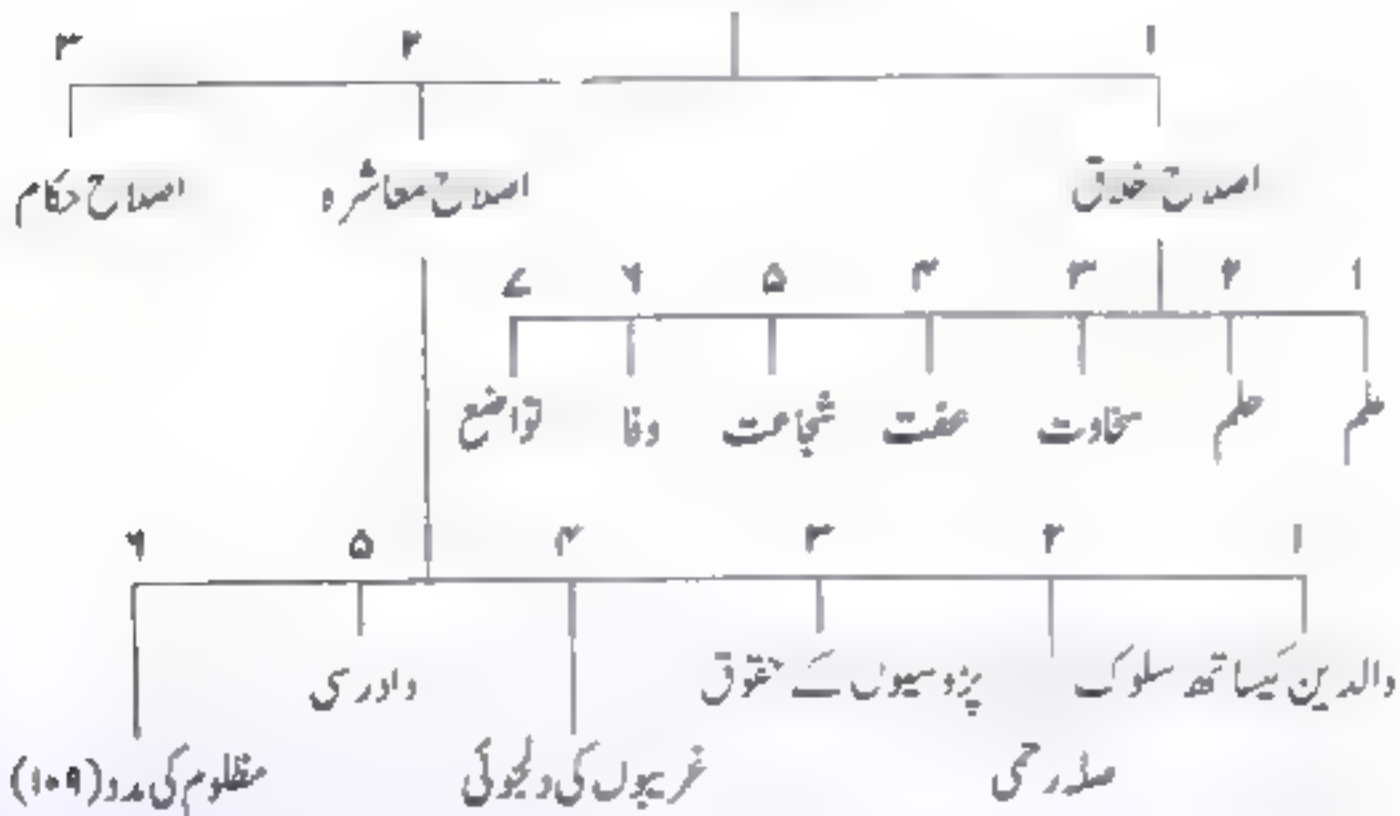 ۱ ۲ ۳
اصلاح اخلاق اصلاح معاشرہ اصلاح حکام
۱ ۲ ۳ ۴ ۵ ۶ ۷
علم حلم سخاوت عفت شجاعت وفا تواضع
۱ ۲ ۳ ۴ ۵ ۶
والدین کیساتھ سلوک پڑوسیوں کے حقوق دادرسی
صلہ رحمی غریبوں کی دلجوئی مظلوم کی مدد (۱۰۹)